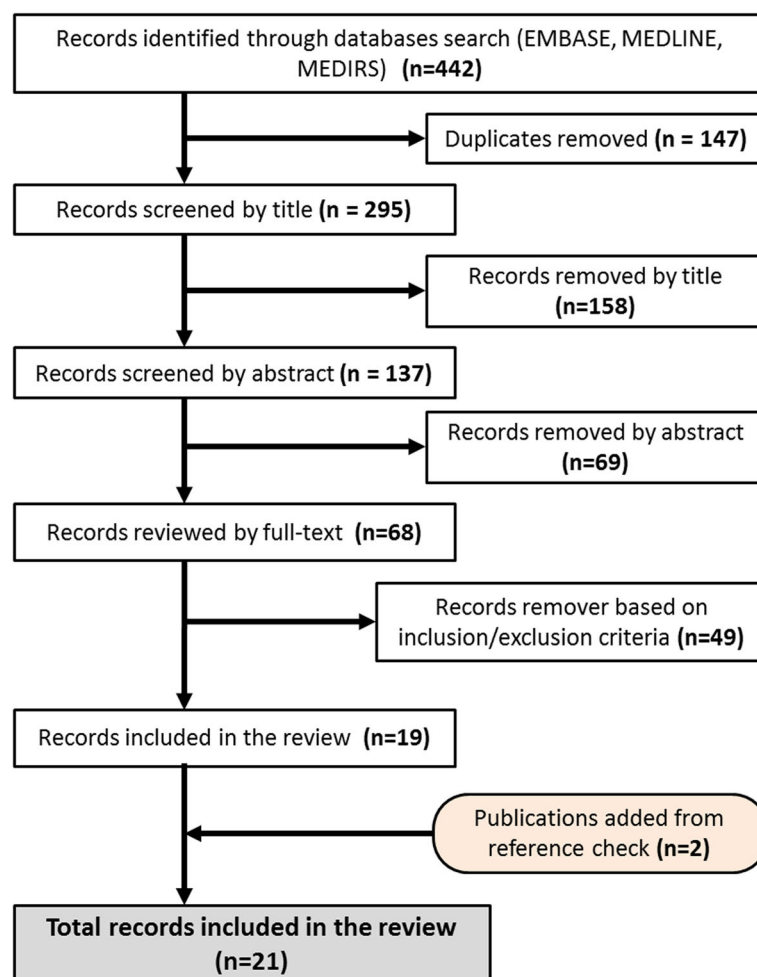 Records identified through databases search (EMBASE, MEDLINE,
MEDIRS) (n=442)
Duplicates removed (n = 147)
Records screened by title (n = 295)
Records removed by title
(n=158)
Records screened by abstract (n = 137)
Records removed by abstract
(n=69)
Records reviewed by full-text (n=68)
Records remover based on
inclusion/exclusion criteria (n=49)
Records included in the review (n=19)
Publications added from
reference check (n=2)
Total records included in the review
(n=21)